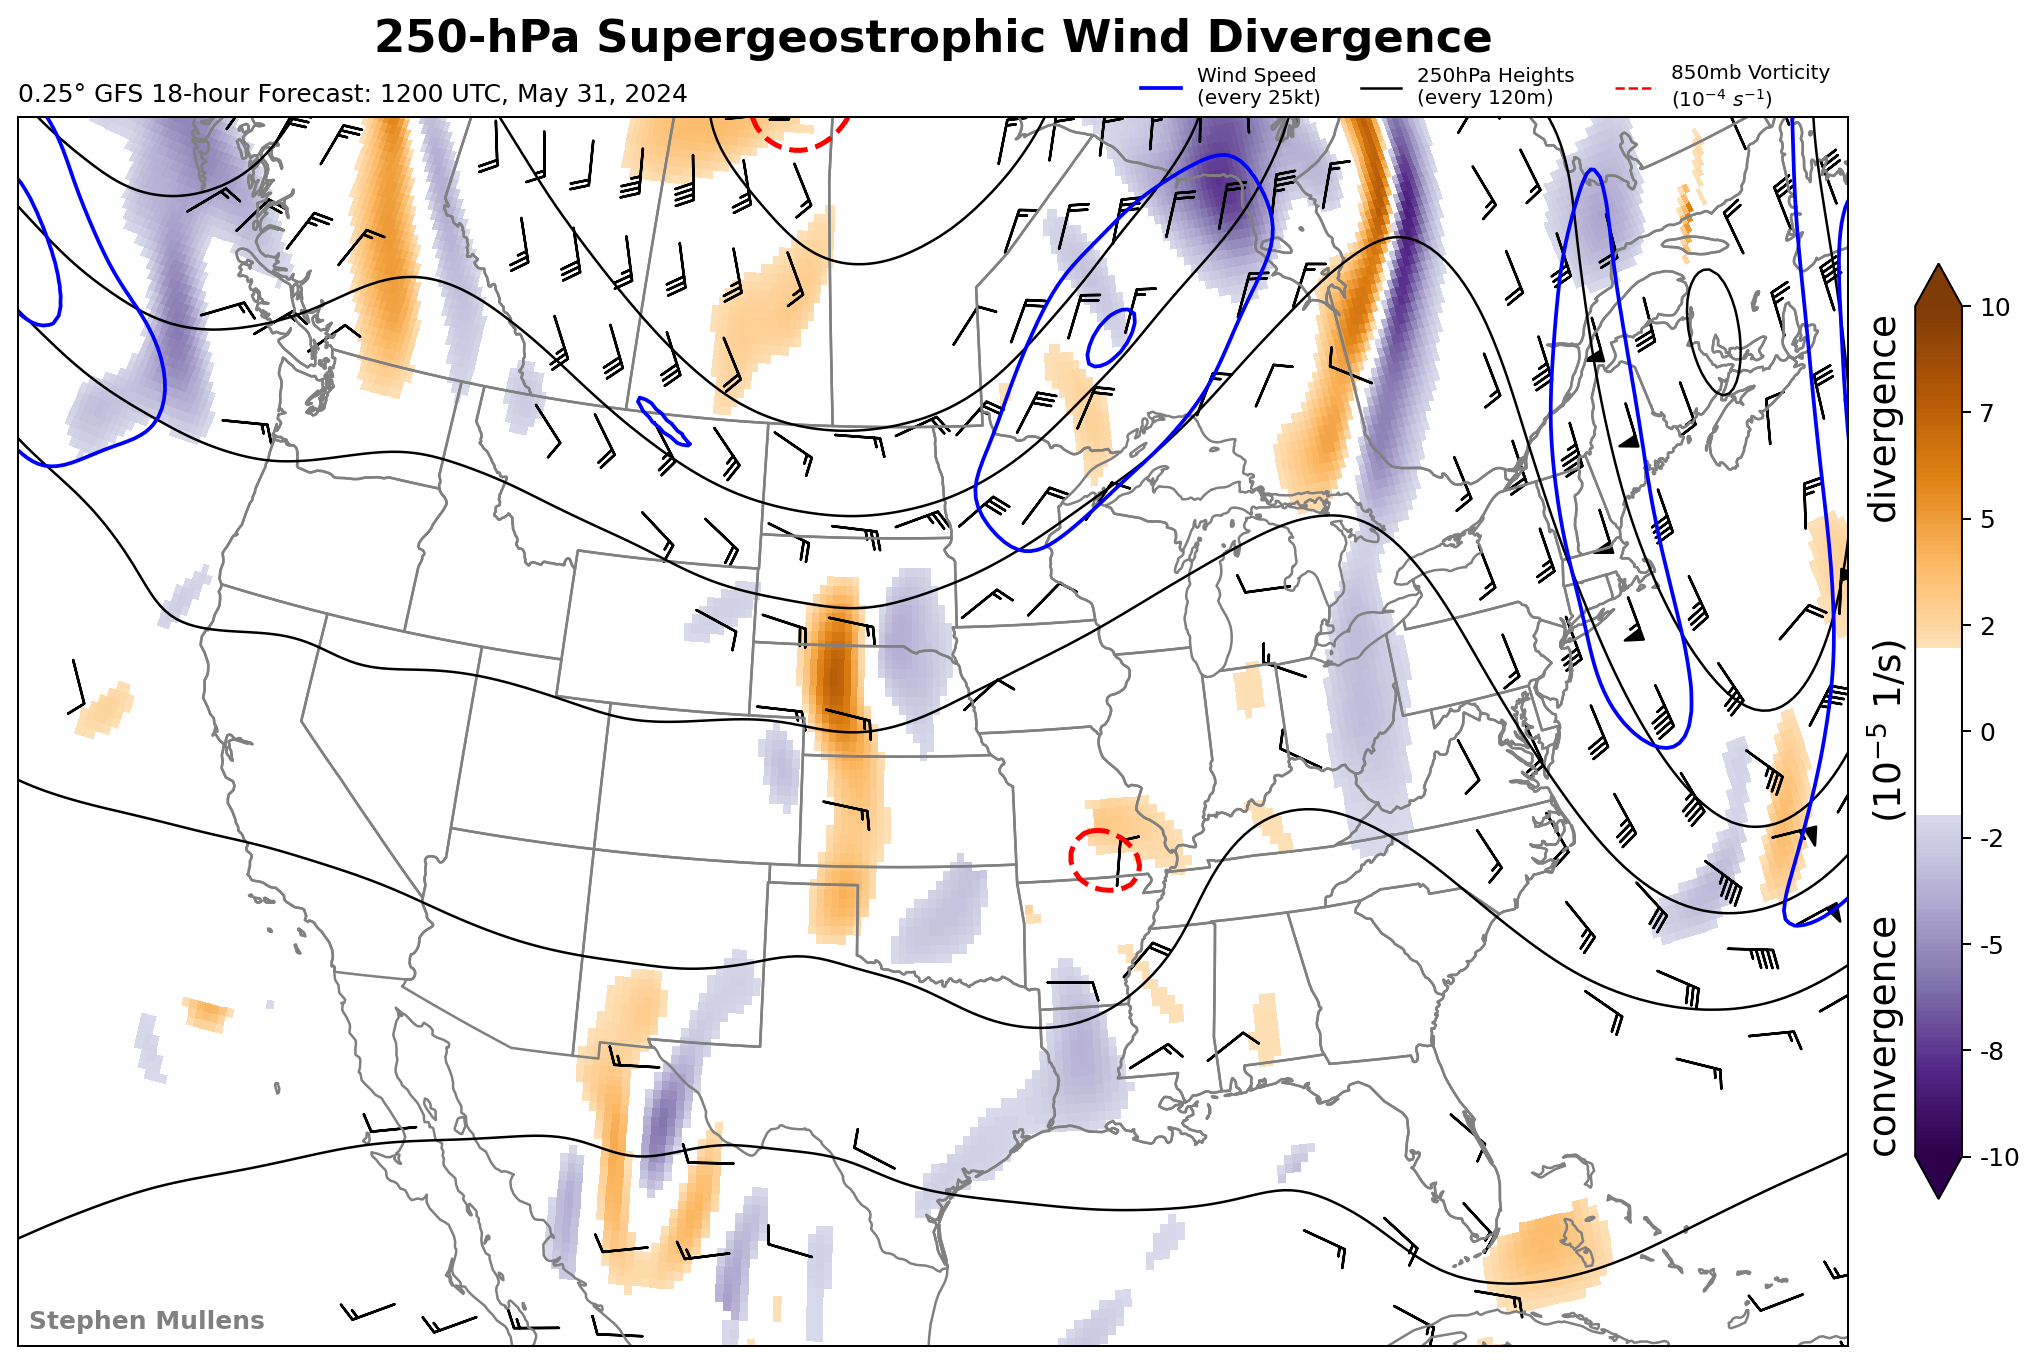 250-hPa Supergeostrophic Wind Divergence
0.25° GFS 18-hour Forecast: 1200 UTC, May 31, 2024
Wind Speed
(every 25kt)
250hPa Heights
(every 120m)
850mb Vorticity
(10⁻⁴ s⁻¹)
10
7
5
2
0
-2
-5
-8
-10
convergence (10⁻⁵ 1/s) divergence
Stephen Mullens